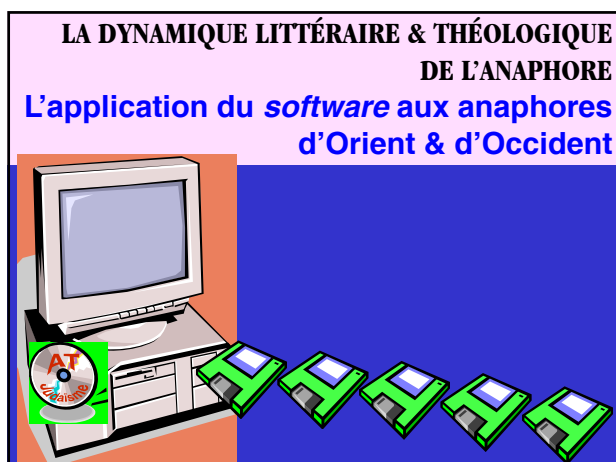 LA DYNAMIQUE LITTÉRAIRE & THÉOLOGIQUE
DE L'ANAPHORE
L'application du software aux anaphores
d'Orient & d'Occident
AT
Judaïsme